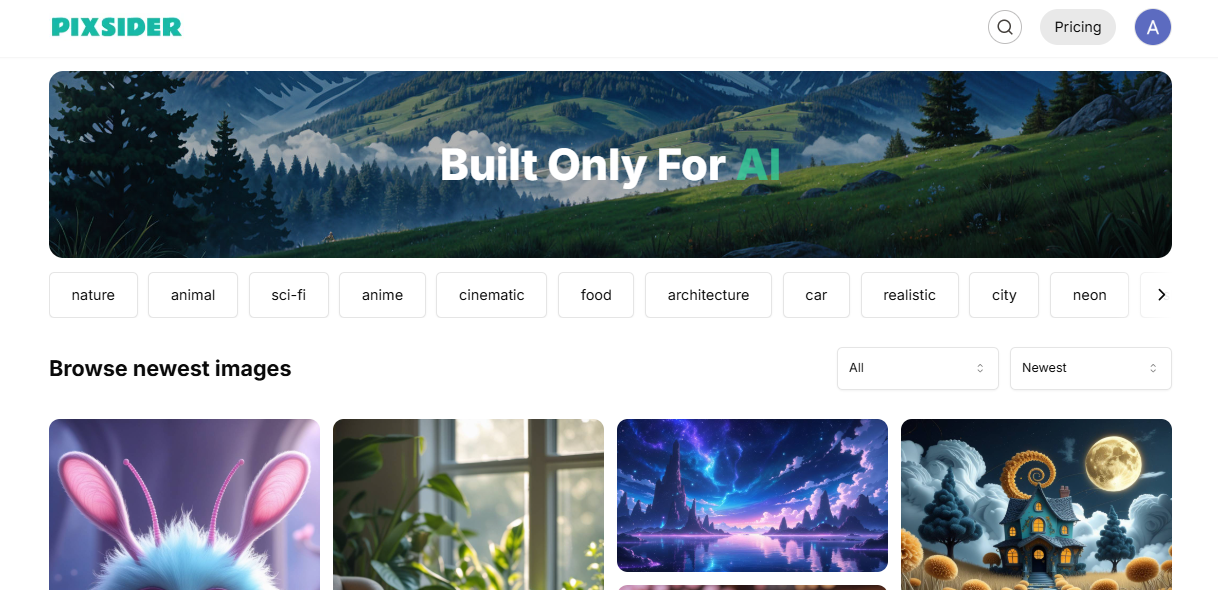 PIXSIDER
Pricing
A
Built Only For AI
nature
animal
sci-fi
anime
cinematic
food
architecture
car
realistic
city
neon
Browse newest images
All
Newest